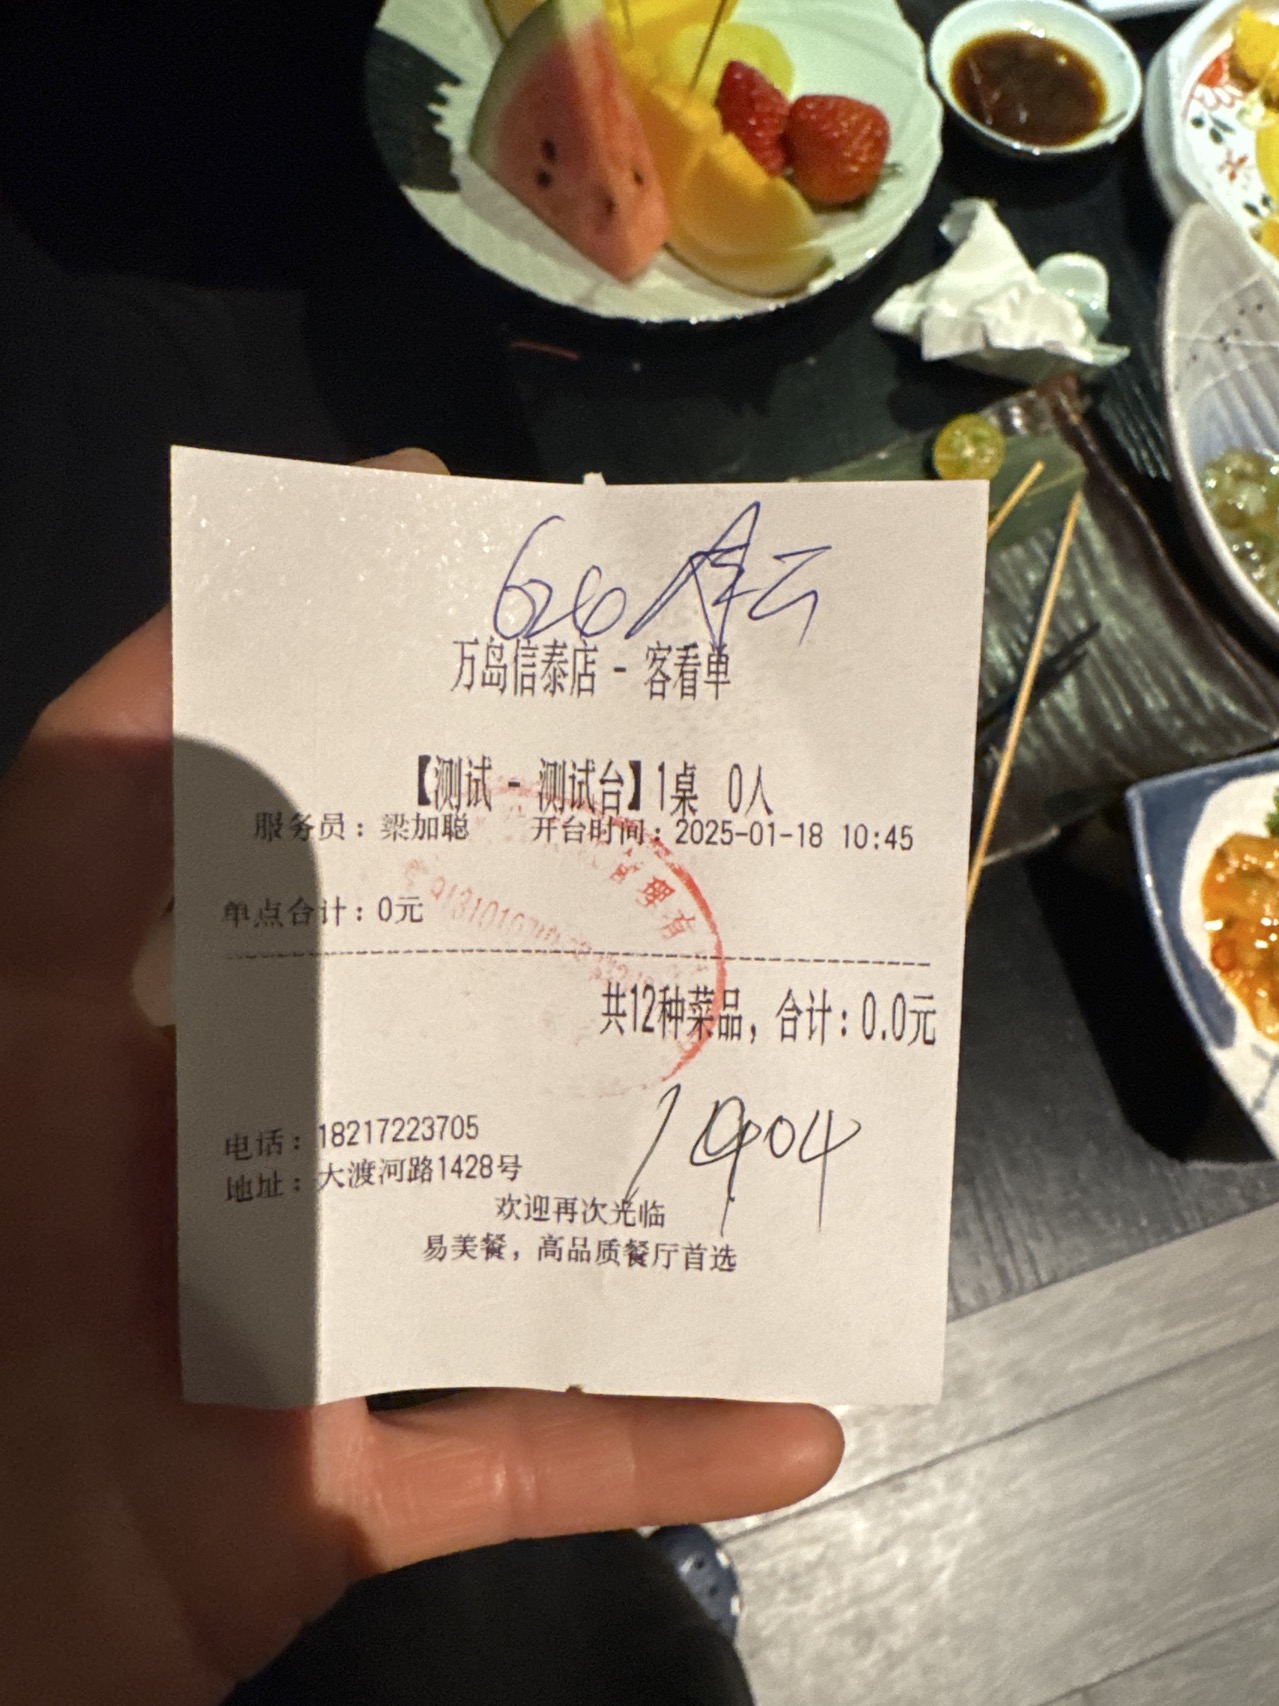 万岛信泰店 - 客看单
【测试 - 测试台】1桌 0人
服务员：梁加聪 开台时间：2025-01-18 10:45
管理有
单点合计：0元
共12种菜品，合计：0.0元
1904
电话：18217223705
地址：大渡河路1428号
欢迎再次光临
易美餐，高品质餐厅首选